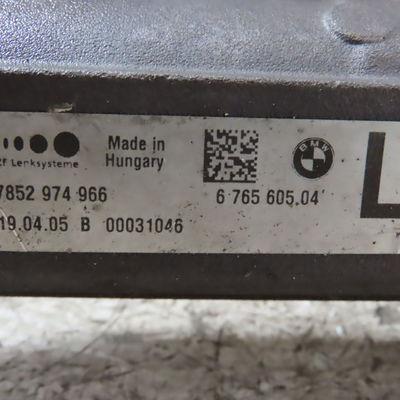 Made in
Hungary
ZF Lenksysteme
BMW
7852 974 966
6 765 605.04
19.04.05 B 00031046
L